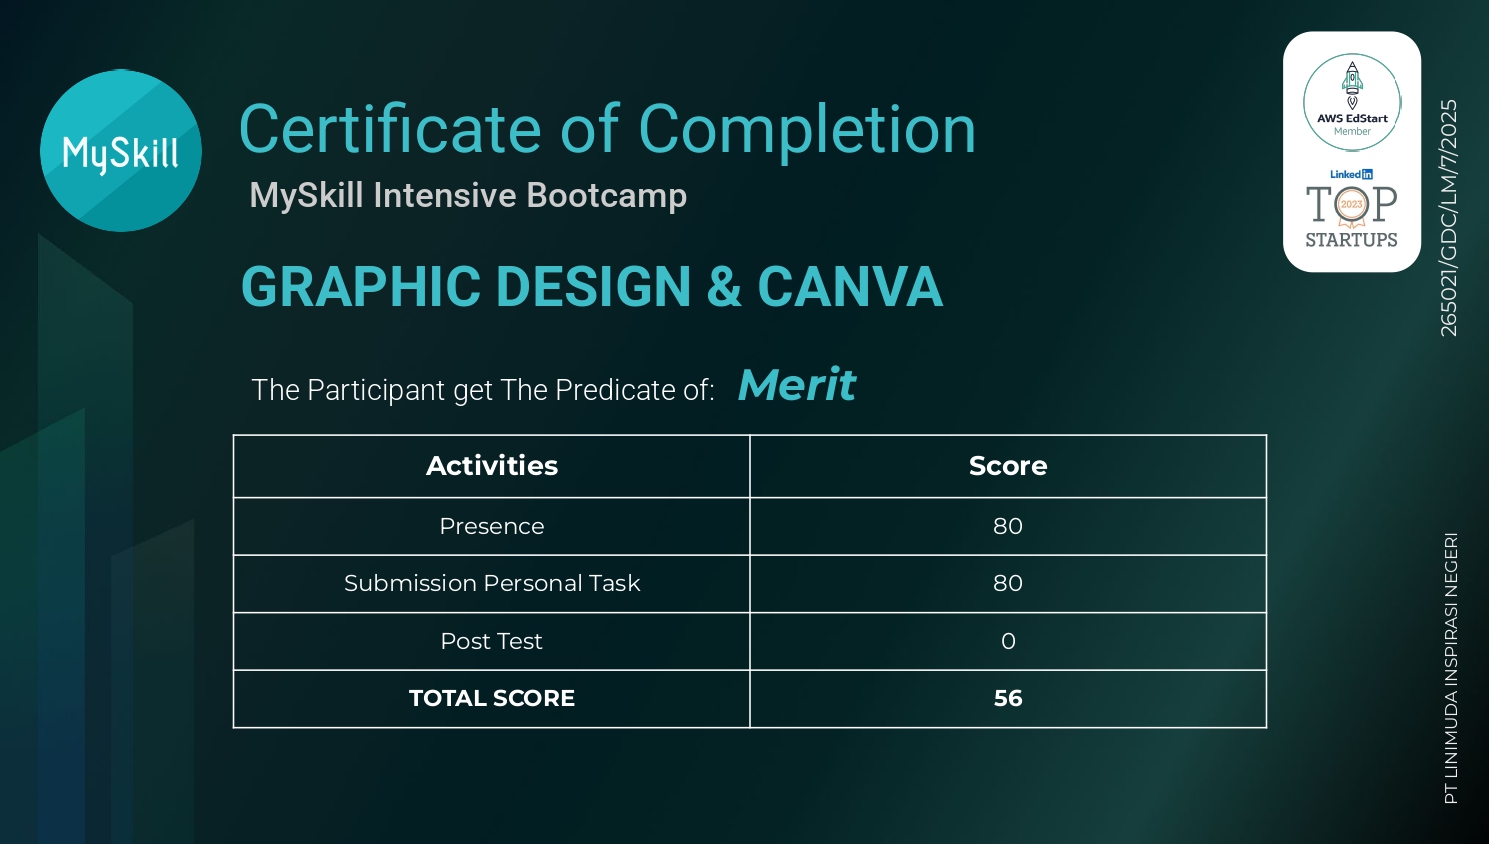 MySkill
Certificate of Completion
MySkill Intensive Bootcamp
GRAPHIC DESIGN & CANVA
The Participant get The Predicate of: Merit
Activities Score
Presence 80
Submission Personal Task 80
Post Test 0
TOTAL SCORE 56
AWS EdStart
Member
Linked in
TOP
2023
STARTUPS
265021/GDC/LM/7/2025
PT LINIMUDA INSPIRASI NEGERI